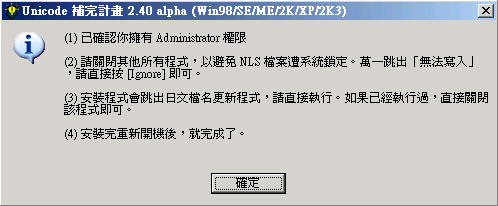 Unicode 補完計畫 2.40 alpha (Win98/SE/ME/2K/XP/2K3)
(1) 已確認你擁有 Administrator 權限
(2) 請關閉其他所有程式，以避免 NLS 檔案遭系統鎖定。萬一跳出「無法寫入」
，請直接按 [Ignore] 即可。
(3) 安裝程式會跳出日文檔名更新程式，請直接執行。如果已經執行過，直接關閉
該程式即可。
(4) 安裝完重新開機後，就完成了。
確定